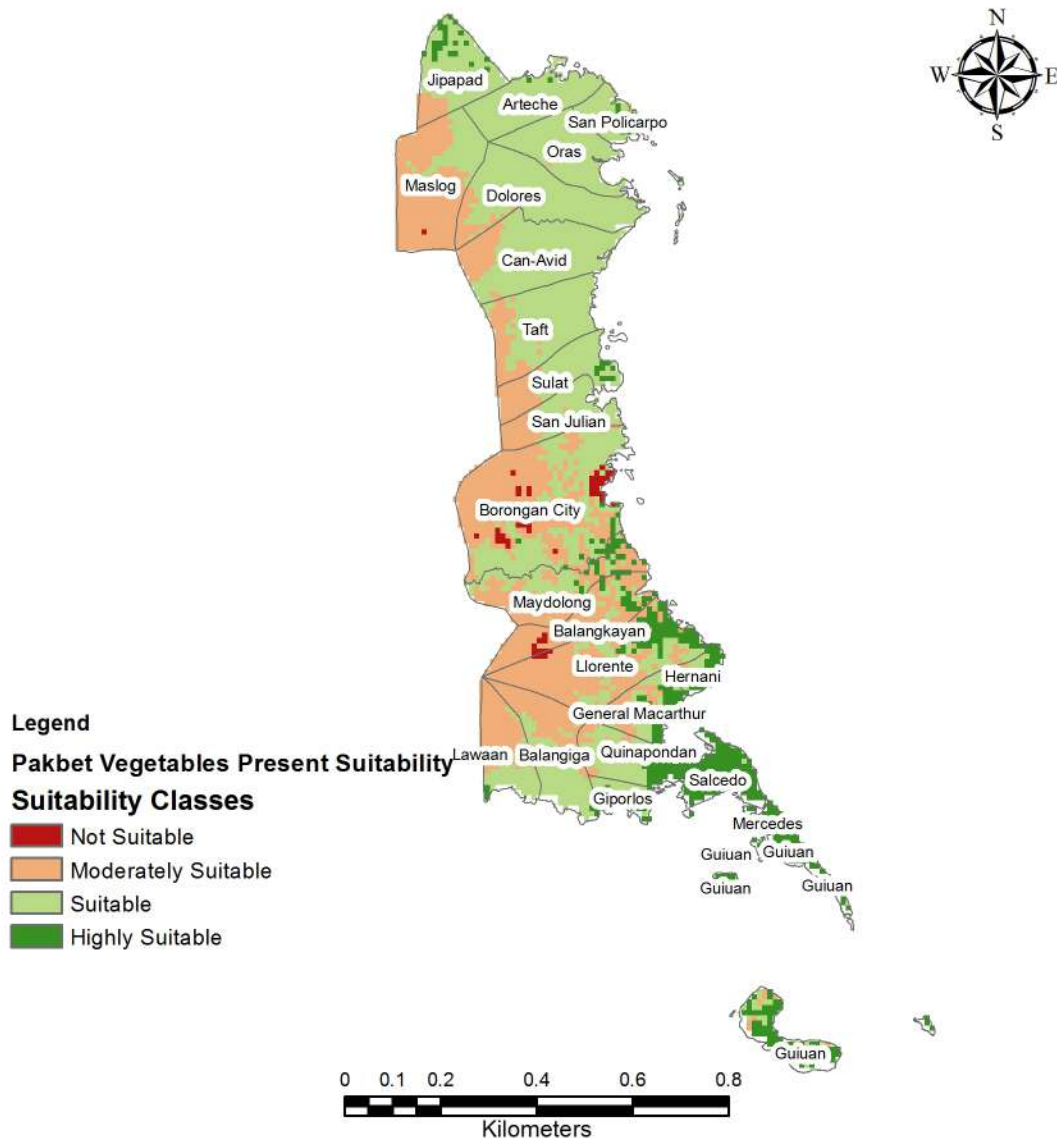 N
W E
S
Jipapad
Arteche
San Policarpo
Oras
Maslog
Dolores
Can-Avid
Taft
Sulat
San Julian
Borongan City
Maydolong
Balangkayan
Llorente
Hernani
General Macarthur
Lawaan Balangiga Quinapondan
Salcedo
Giporlos
Mercedes
Guiuan Guiuan
Guiuan Guiuan
Legend
Pakbet Vegetables Present Suitability
Suitability Classes
Not Suitable
Moderately Suitable
Suitable
Highly Suitable
Guiuan
0 0.1 0.2 0.4 0.6 0.8
Kilometers